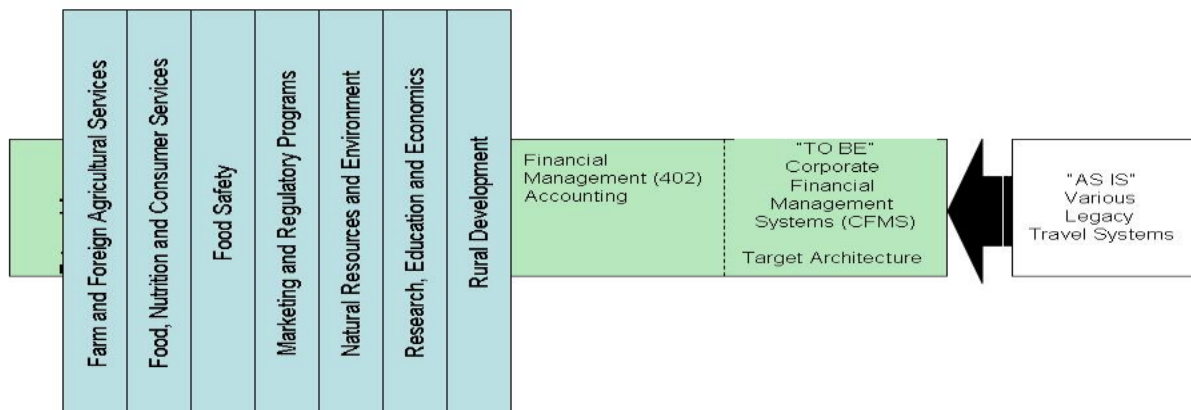 Farm and Foreign Agricultural Services
Food, Nutrition and Consumer Services
Food Safety
Marketing and Regulatory Programs
Natural Resources and Environment
Research, Education and Economics
Rural Development
Financial
Management (402)
Accounting
"TO BE"
Corporate
Financial
Management
Systems (CFMS)
Target Architecture
"AS IS"
Various
Legacy
Travel Systems